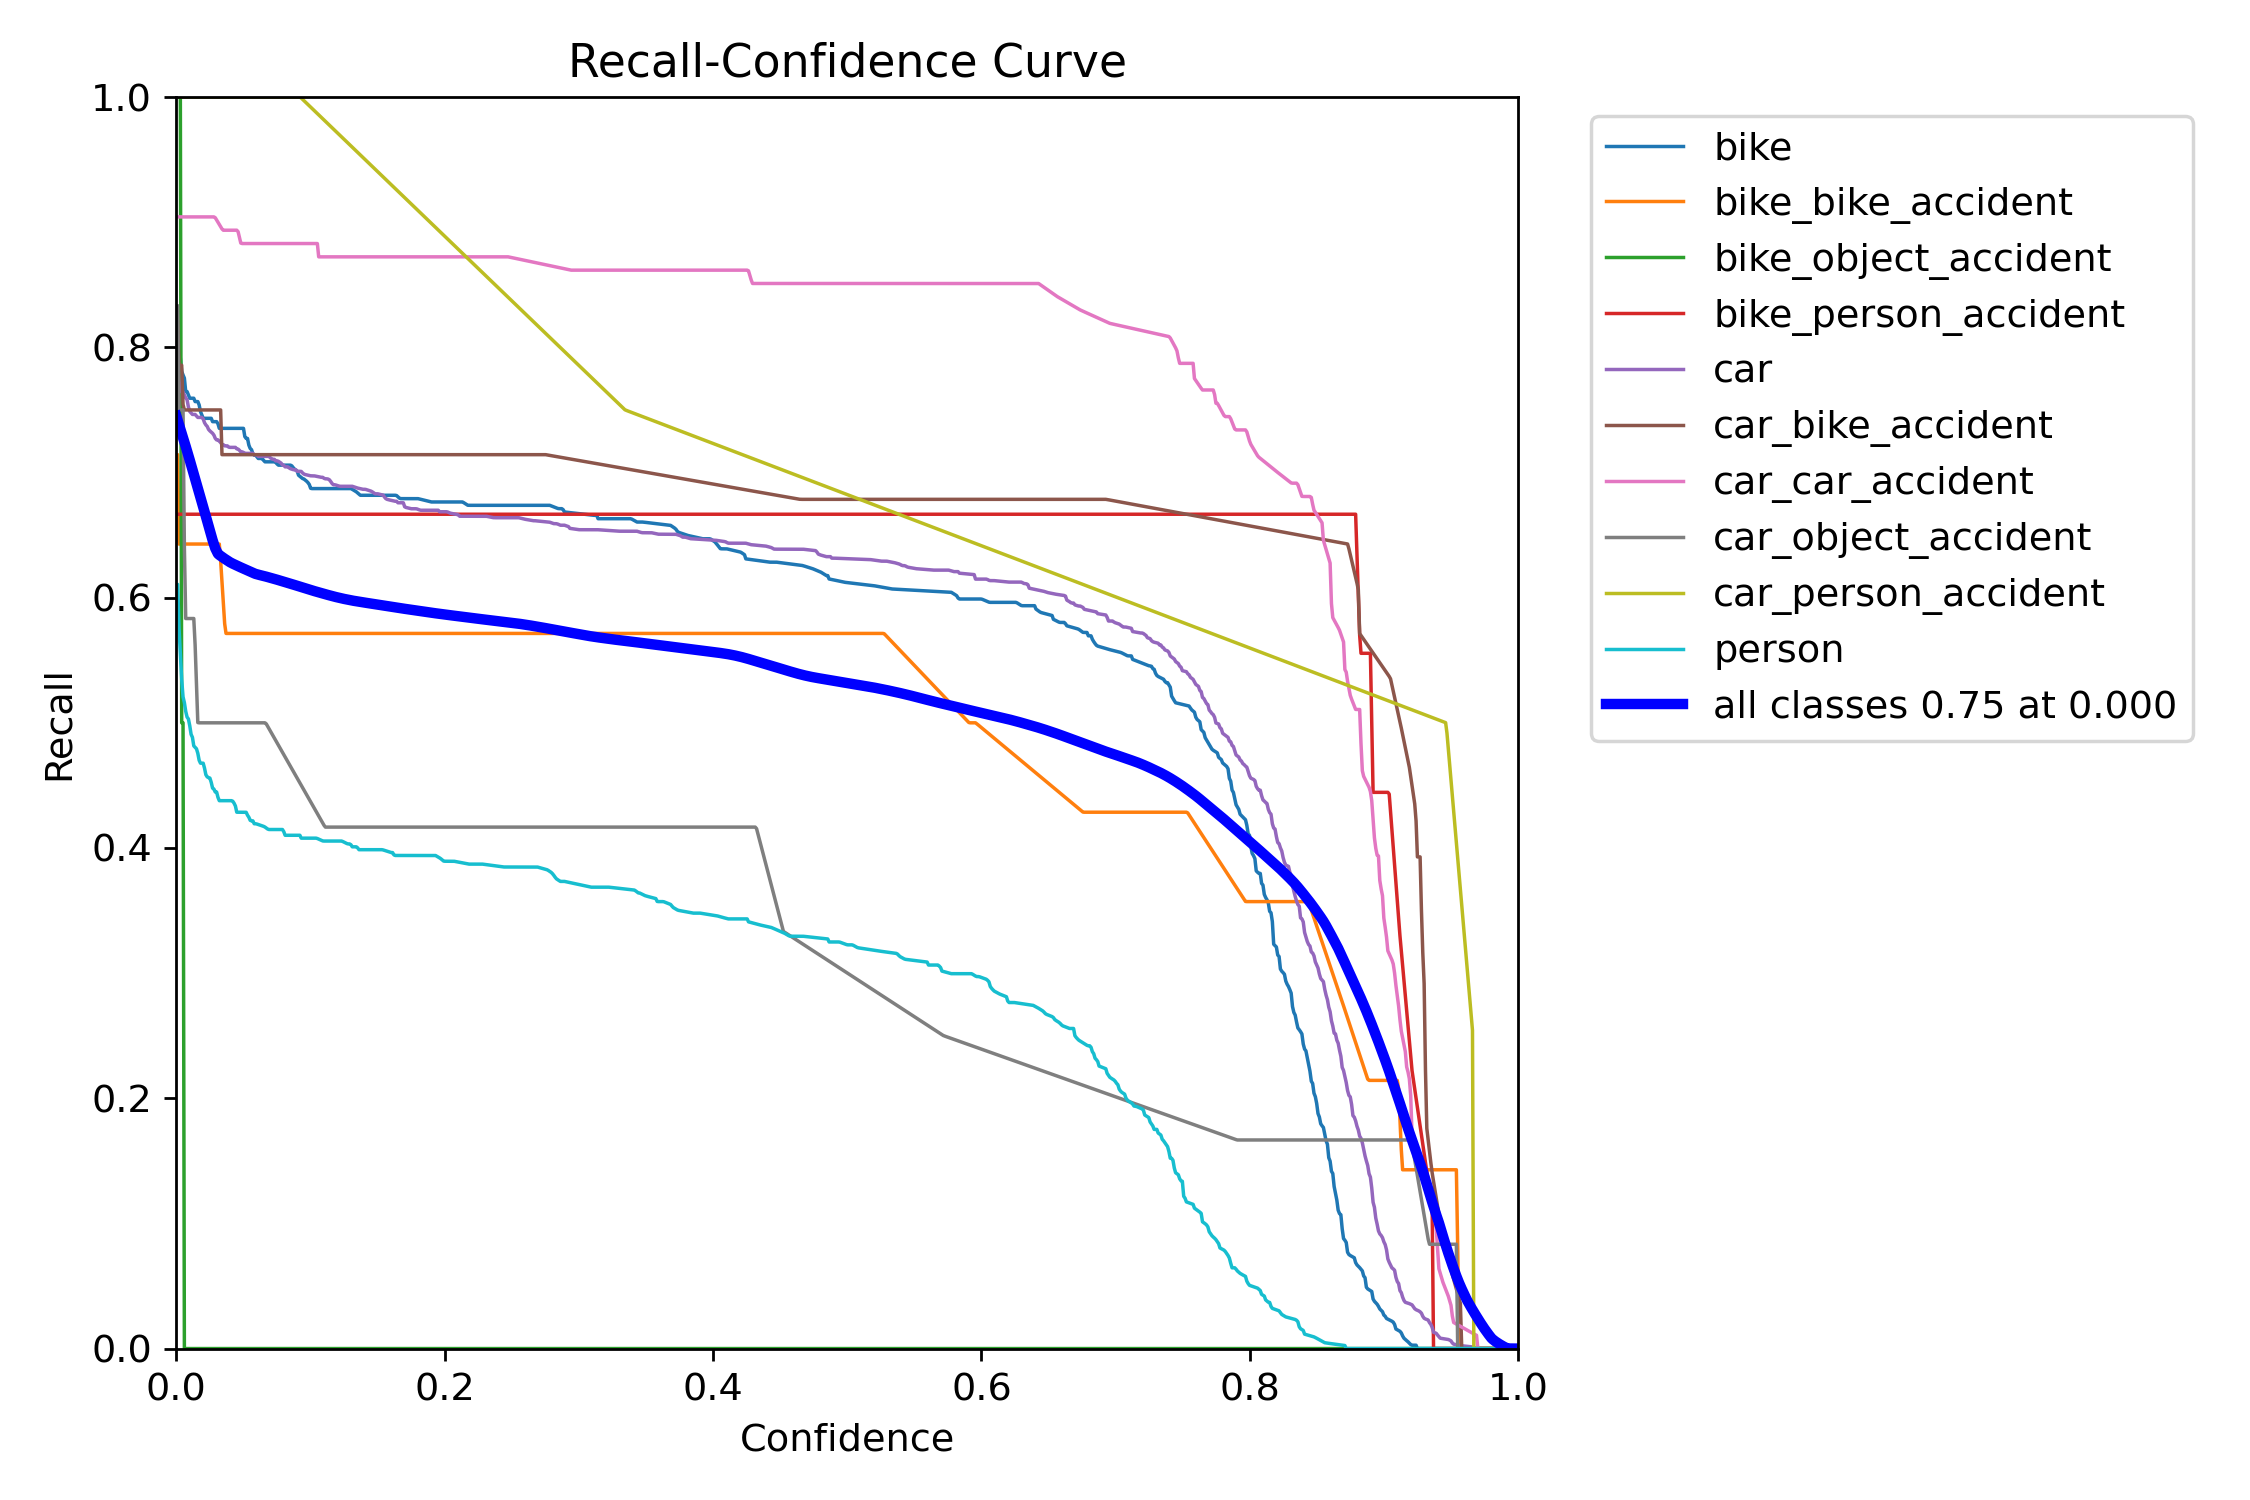 Recall-Confidence Curve
1.0
0.8
0.6
0.4
0.2
0.0
Recall
0.0 0.2 0.4 0.6 0.8 1.0
Confidence
bike
bike_bike_accident
bike_object_accident
bike_person_accident
car
car_bike_accident
car_car_accident
car_object_accident
car_person_accident
person
all classes 0.75 at 0.000